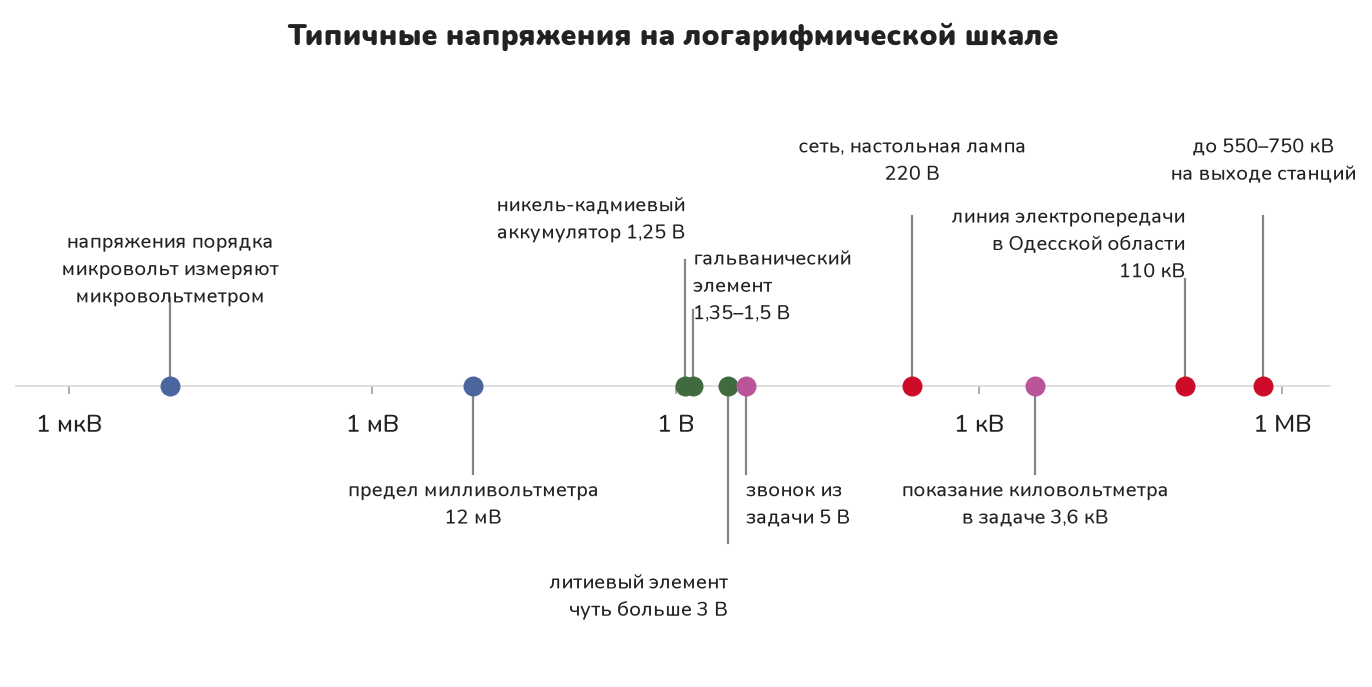 Типичные напряжения на логарифмической шкале
сеть, настольная лампа
220 В
до 550–750 кВ
на выходе станций
никель-кадмиевый
аккумулятор 1,25 В
линия электропередачи
в Одесской области
110 кВ
напряжения порядка
микровольт измеряют
микровольтметром
гальванический
элемент
1,35–1,5 В
1 мкВ
1 мВ
1 В
1 кВ
1 МВ
предел милливольтметра
12 мВ
звонок из
задачи 5 В
показание киловольтметра
в задаче 3,6 кВ
литиевый элемент
чуть больше 3 В